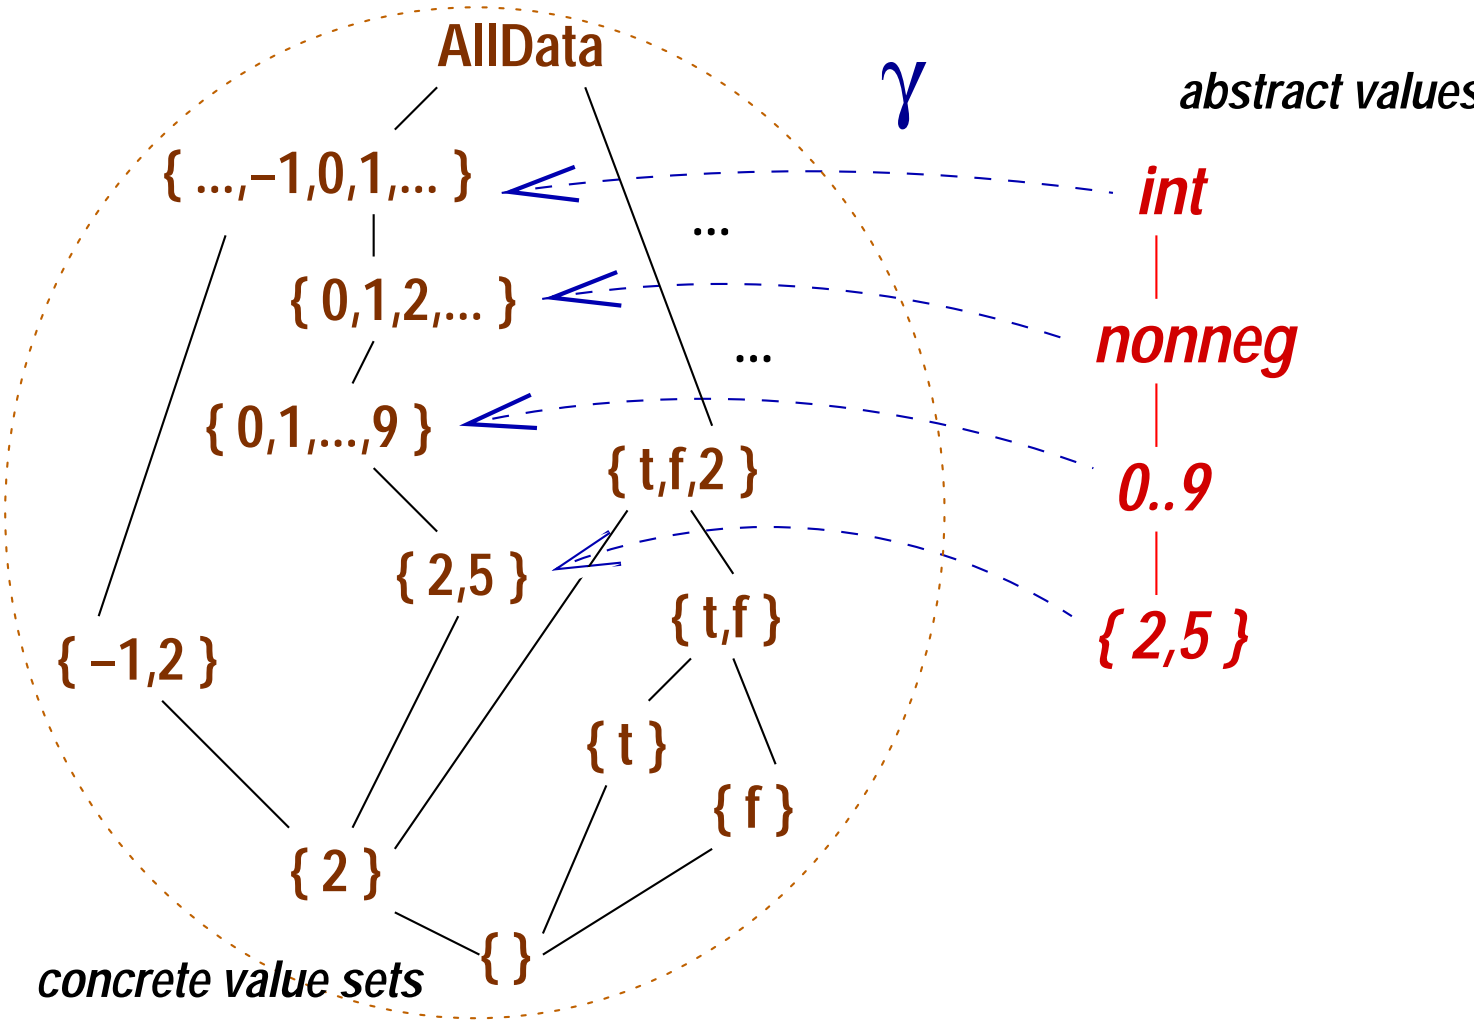 AllData
γ
abstract values
{ ...,−1,0,1,... }
int
...
{ 0,1,2,... }
nonneg
...
{ 0,1,...,9 }
{ t,f,2 }
0..9
{ 2,5 }
{ t,f }
{ 2,5 }
{ −1,2 }
{ t }
{ f }
{ 2 }
{ }
concrete value sets